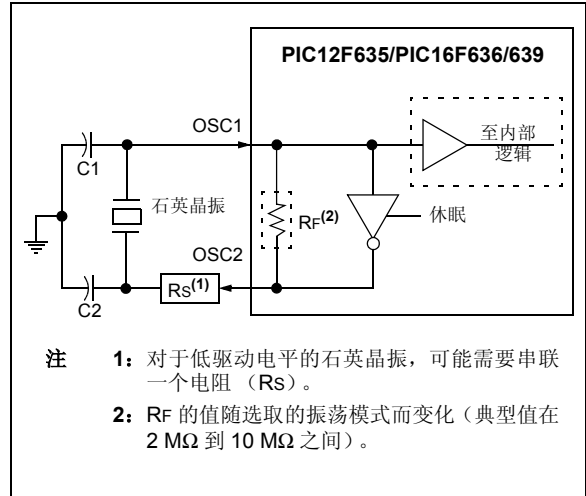 PIC12F635/PIC16F636/639
OSC1
至内部
逻辑
C1
石英晶振
RF(2)
休眠
OSC2
RS(1)
C2
注 1: 对于低驱动电平的石英晶振，可能需要串联
一个电阻 （RS）。
2: RF 的值随选取的振荡模式而变化（典型值在
2 MΩ 到 10 MΩ 之间）。